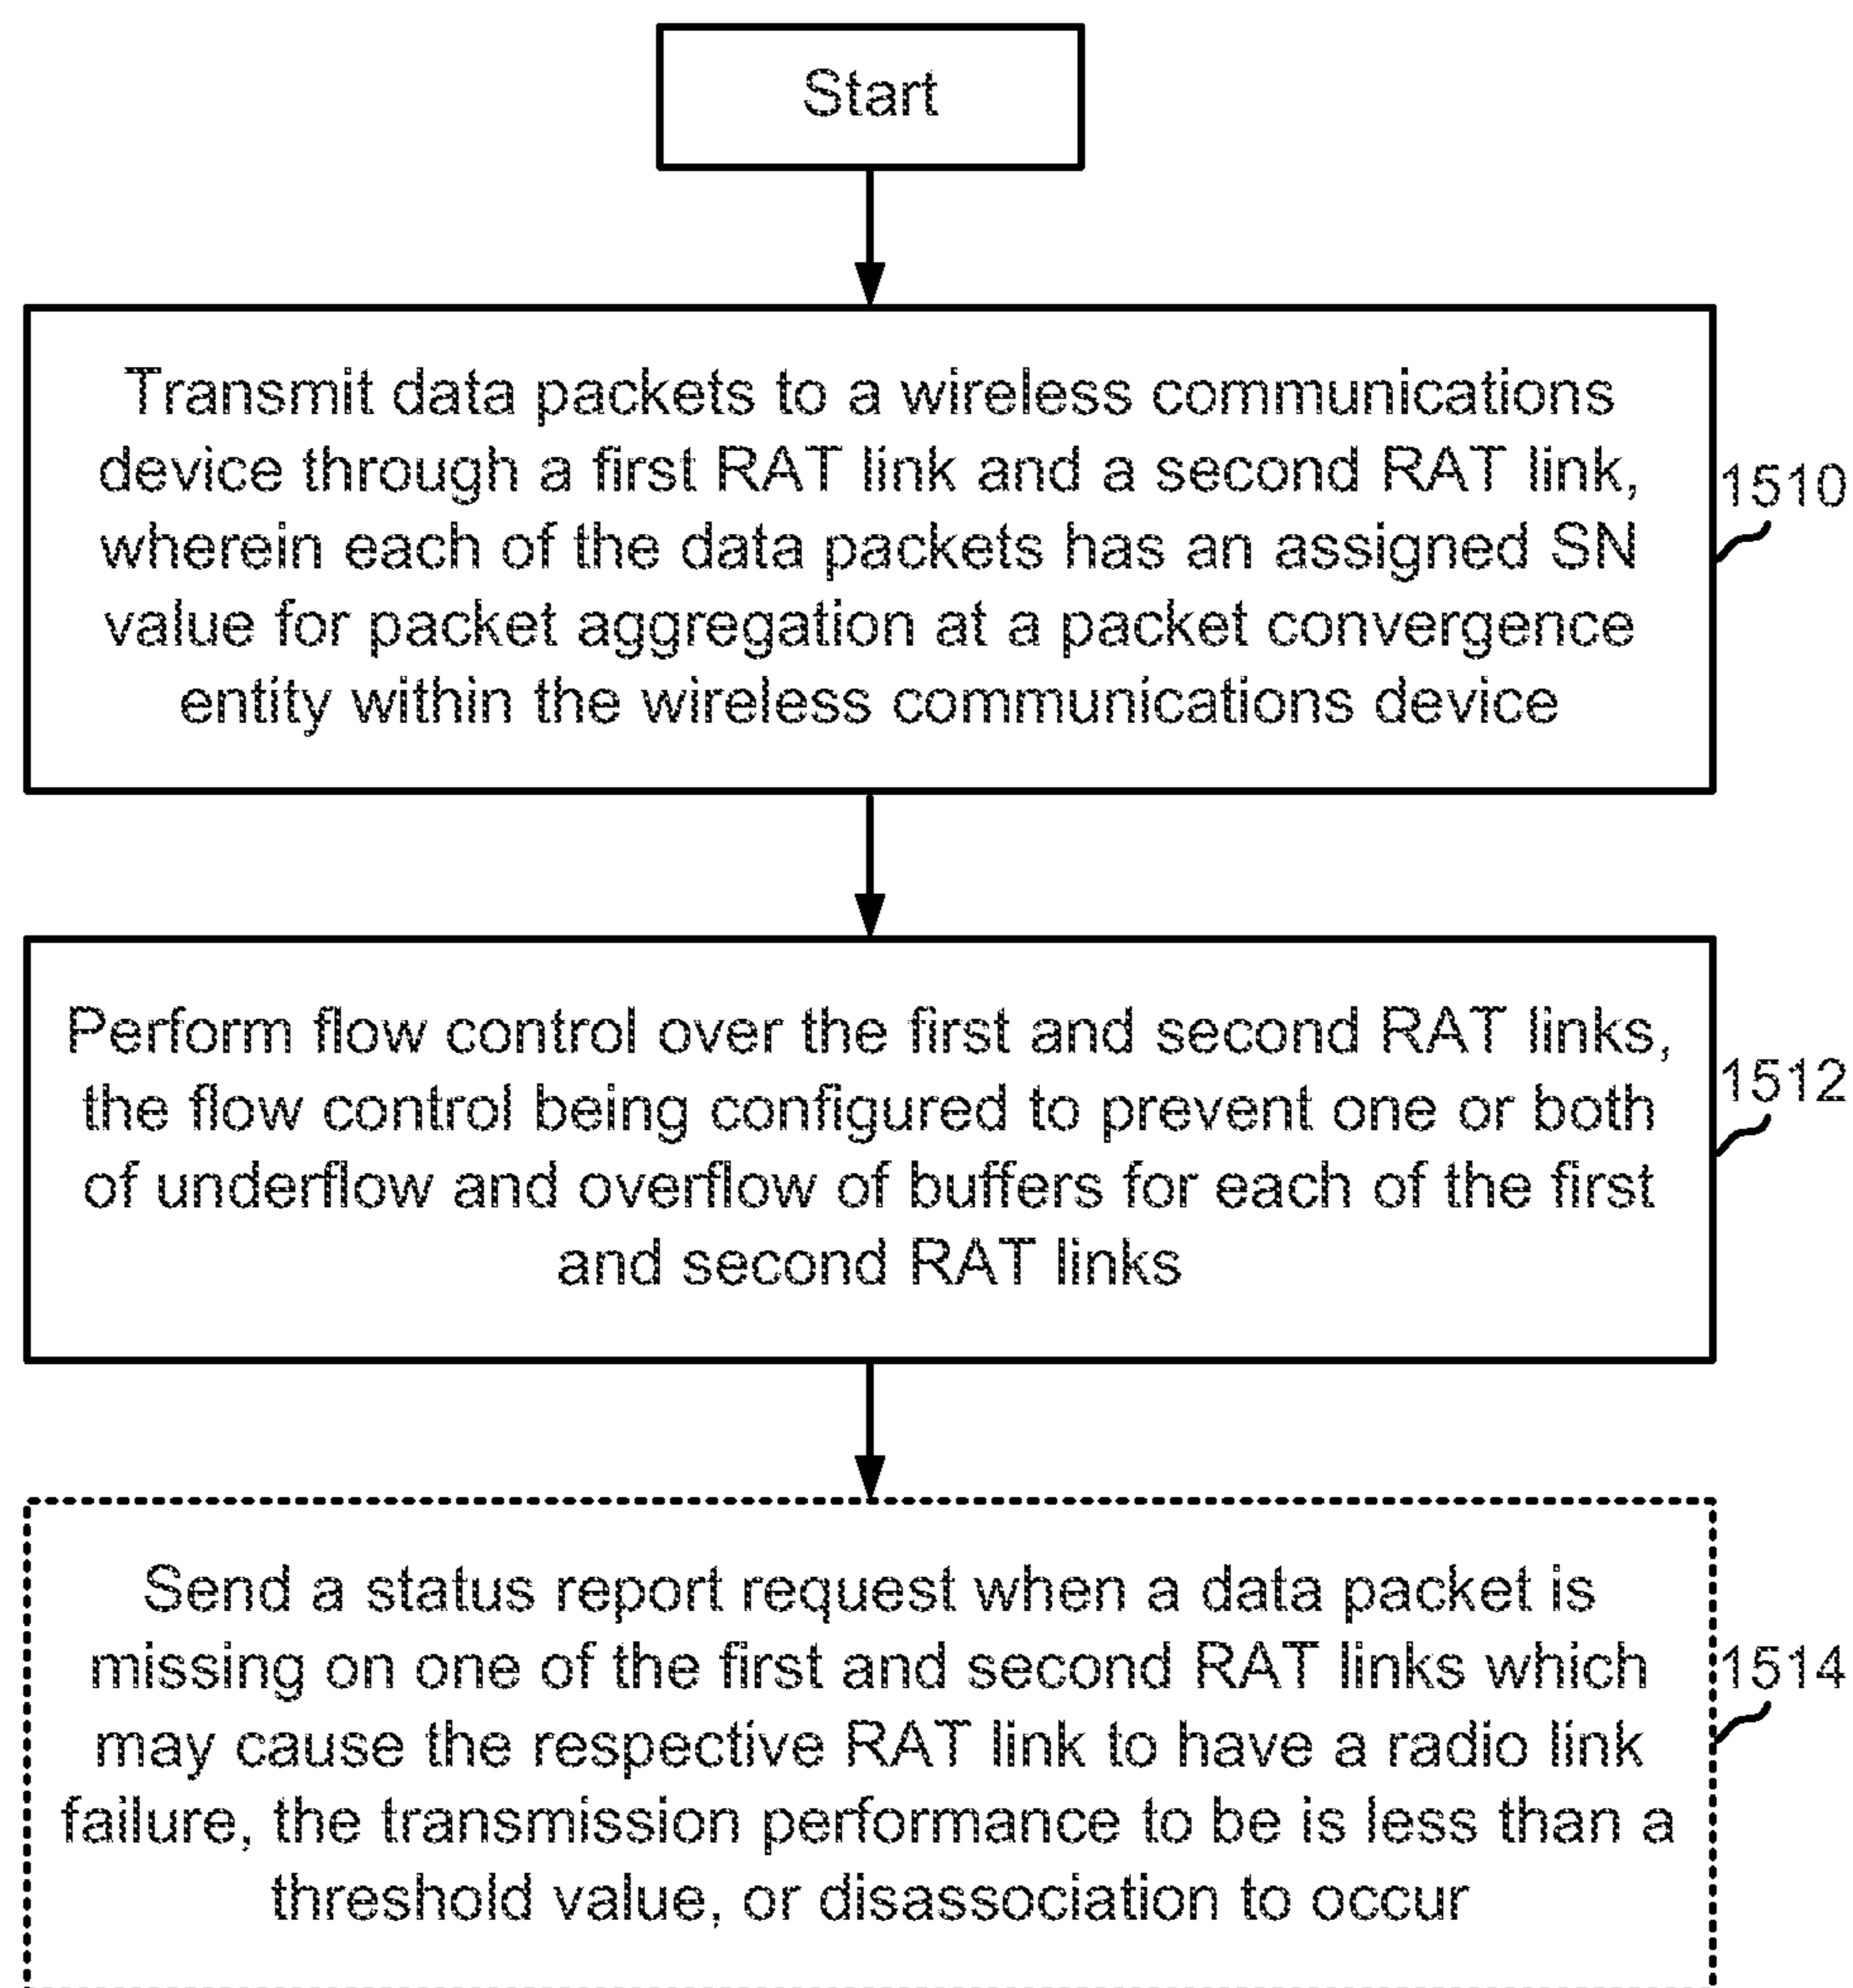 Start
Transmit data packets to a wireless communications
device through a first RAT link and a second RAT link,
wherein each of the data packets has an assigned SN
value for packet aggregation at a packet convergence
entity within the wireless communications device
1510
Perform flow control over the first and second RAT links,
the flow control being configured to prevent one or both
of underflow and overflow of buffers for each of the first
and second RAT links
1512
Send a status report request when a data packet is
missing on one of the first and second RAT links which
may cause the respective RAT link to have a radio link
failure, the transmission performance to be is less than a
threshold value, or disassociation to occur
1514